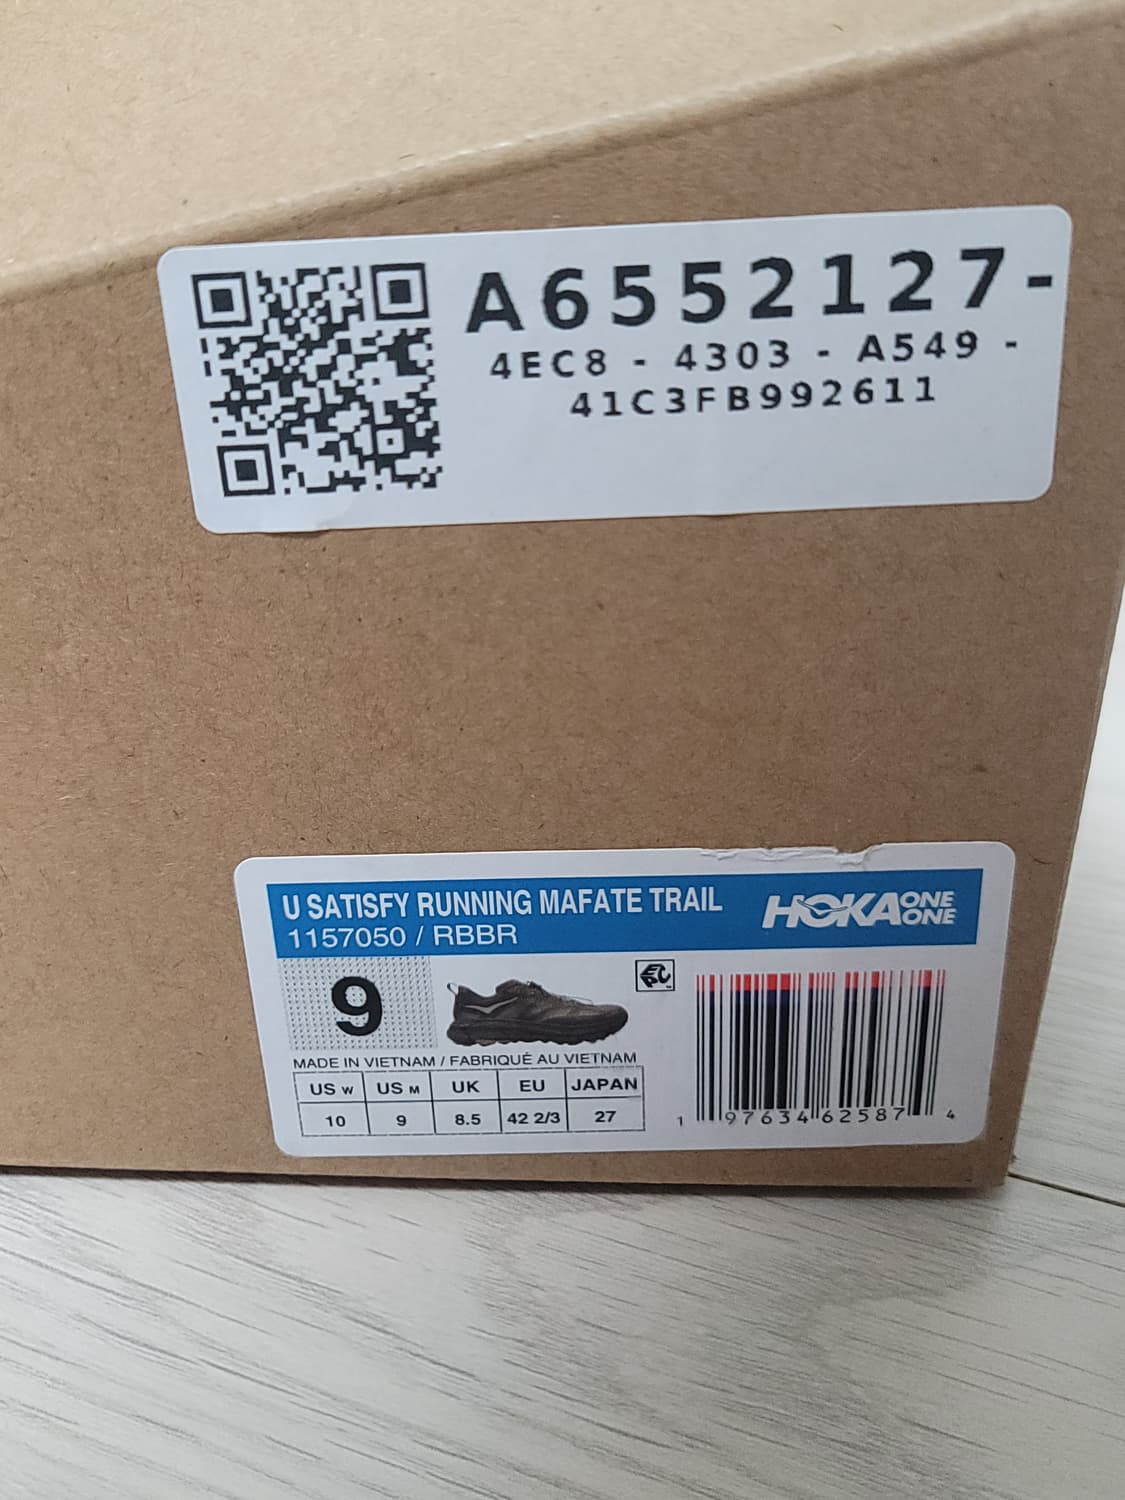 A6552127-
4EC8 - 4303 - A549 -
41C3FB992611
U SATISFY RUNNING MAFATE TRAIL
1157050 / RBBR
HOKA ONE ONE
9
EPC
MADE IN VIETNAM / FABRIQUÉ AU VIETNAM
US W US M UK EU JAPAN
10 9 8.5 42 2/3 27
1 97634 62587 4